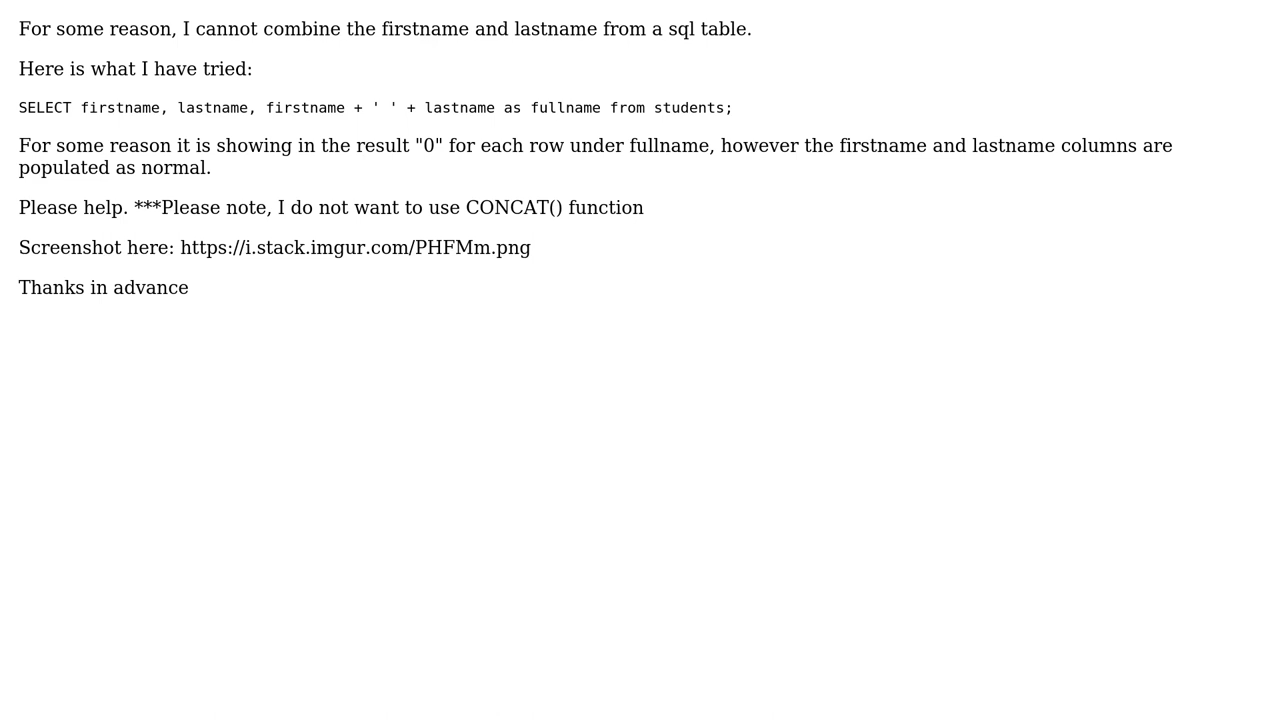 For some reason, I cannot combine the firstname and lastname from a sql table.
Here is what I have tried:
SELECT firstname, lastname, firstname + ' ' + lastname as fullname from students;
For some reason it is showing in the result "0" for each row under fullname, however the firstname and lastname columns are
populated as normal.
Please help. ***Please note, I do not want to use CONCAT() function
Screenshot here: https://i.stack.imgur.com/PHFMm.png
Thanks in advance